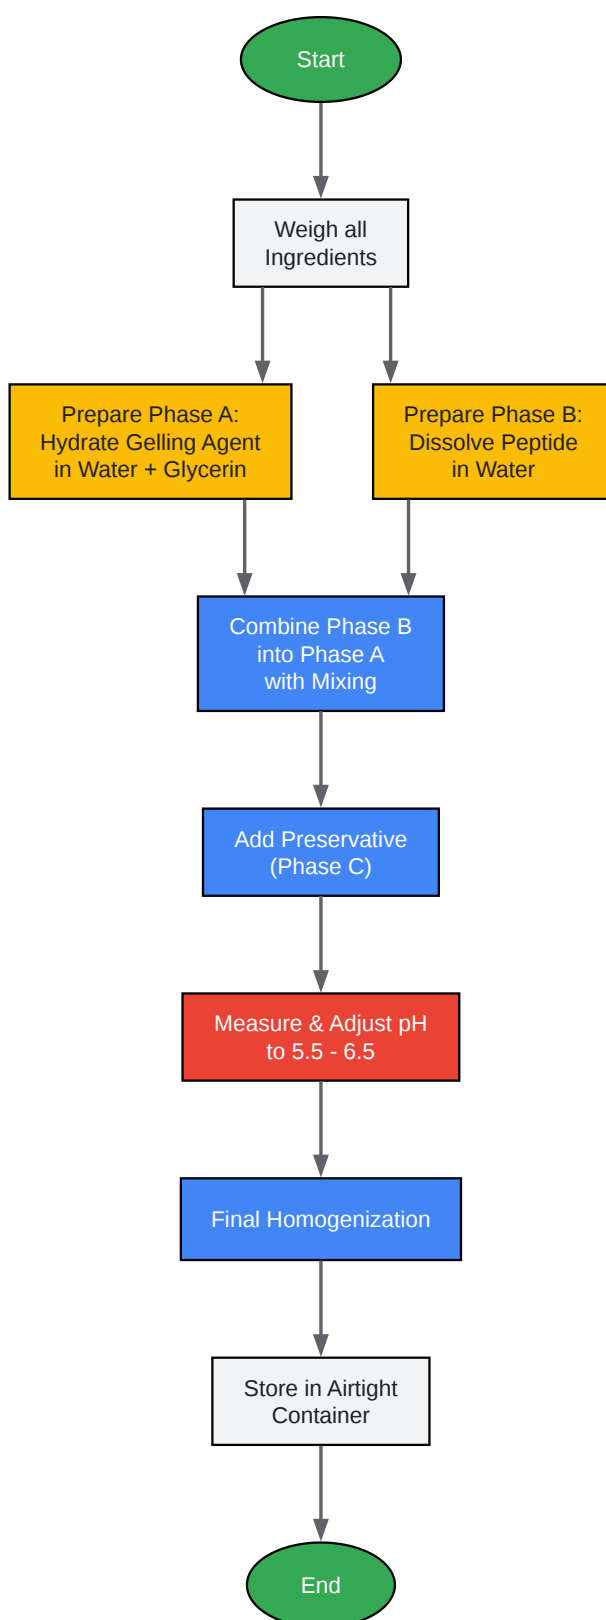 Start
Weigh all
Ingredients
Prepare Phase A:
Hydrate Gelling Agent
in Water + Glycerin
Prepare Phase B:
Dissolve Peptide
in Water
Combine Phase B
into Phase A
with Mixing
Add Preservative
(Phase C)
Measure & Adjust pH
to 5.5 - 6.5
Final Homogenization
Store in Airtight
Container
End